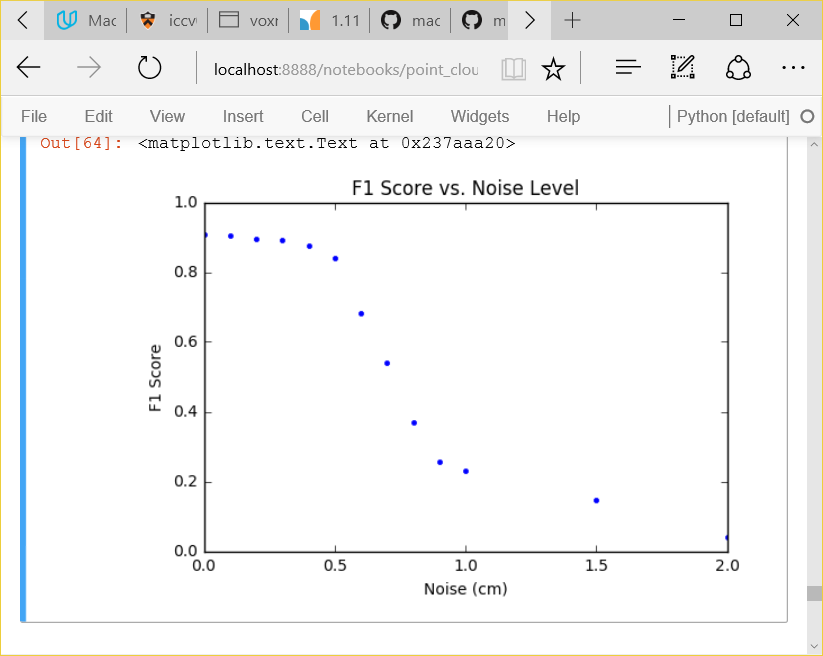 Mac
iccv
voxr
1.11
mac
m
localhost:8888/notebooks/point_clou
File Edit View Insert Cell Kernel Widgets Help Python [default]
Out[64]: <matplotlib.text.Text at 0x237aaa20>
F1 Score vs. Noise Level
1.0
0.8
0.6
0.4
0.2
0.0
F1 Score
0.0 0.5 1.0 1.5 2.0
Noise (cm)